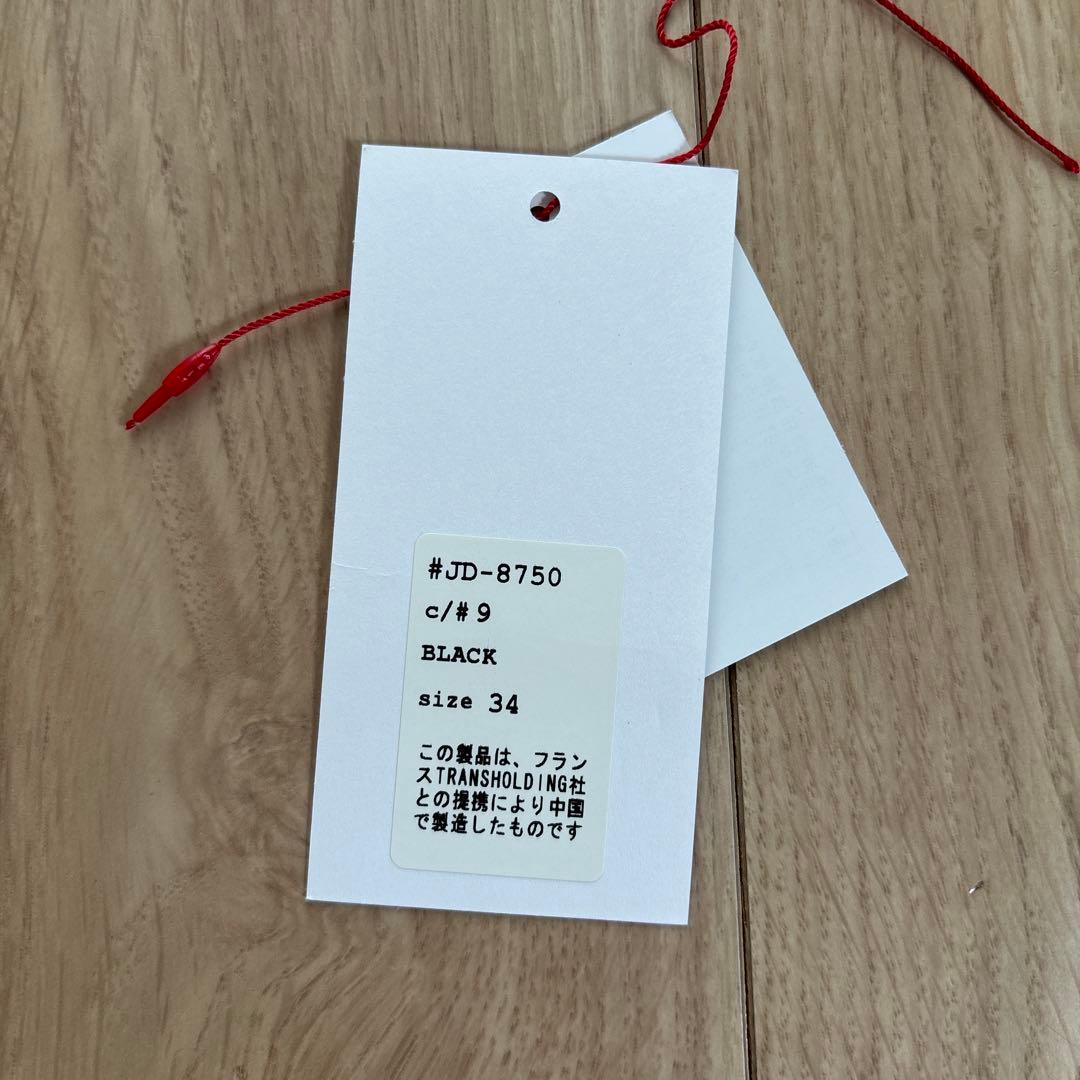 #JD-8750
c/# 9
BLACK
size 34
この製品は、フラン
スTRANSHOLDING社
との提携により中国
で製造したものです